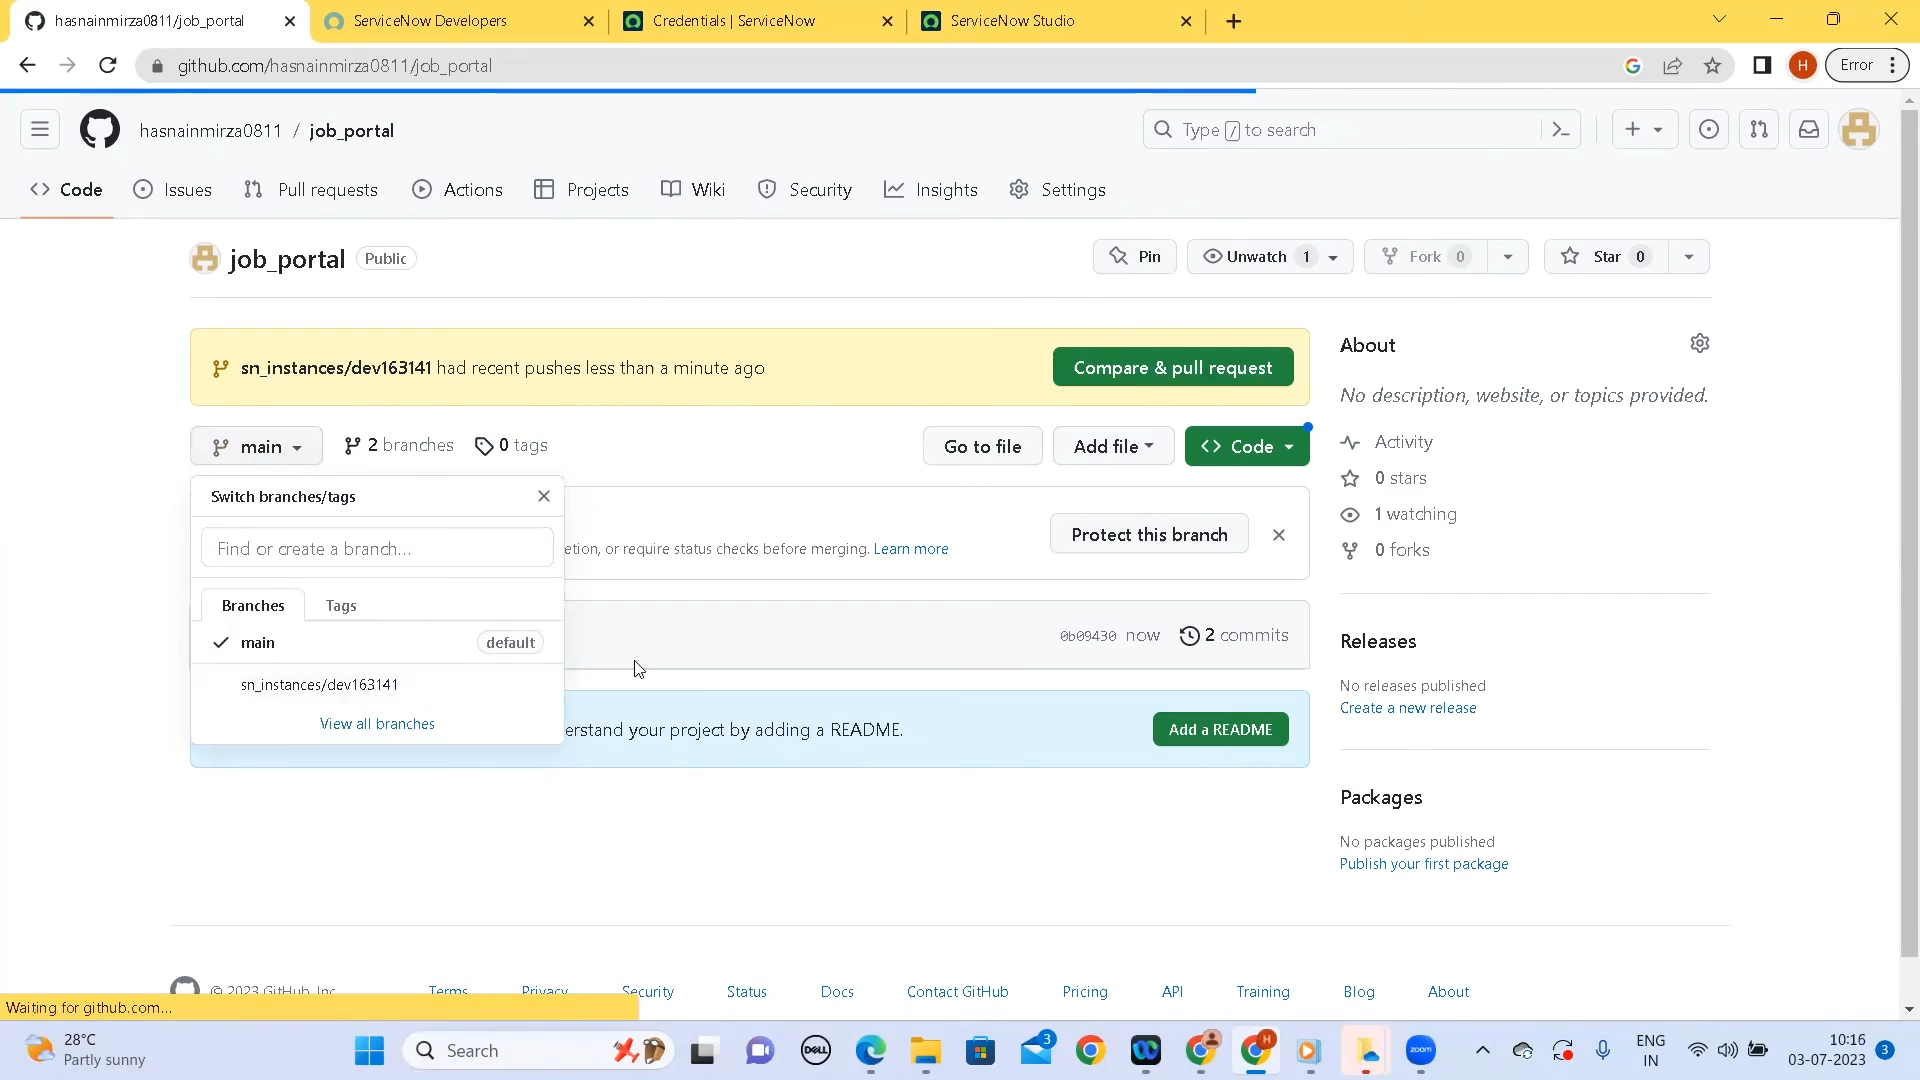 hasnainmirza0811/job_portal
ServiceNow Developers
Credentials | ServiceNow
ServiceNow Studio
github.com/hasnainmirza0811/job_portal
H
Error
hasnainmirza0811 / job_portal
Type / to search
Code
Issues
Pull requests
Actions
Projects
Wiki
Security
Insights
Settings
job_portal Public
Pin
Unwatch 1
Fork 0
Star 0
sn_instances/dev163141 had recent pushes less than a minute ago
Compare & pull request
main
2 branches
0 tags
Go to file
Add file
Code
Switch branches/tags
Find or create a branch...
Branches
Tags
main
default
sn_instances/dev163141
View all branches
etion, or require status checks before merging. Learn more
Protect this branch
0b09430 now
2 commits
erstand your project by adding a README.
Add a README
About
No description, website, or topics provided.
Activity
0 stars
1 watching
0 forks
Releases
No releases published
Create a new release
Packages
No packages published
Publish your first package
© 2023 GitHub, Inc.
Terms
Privacy
Security
Status
Docs
Contact GitHub
Pricing
API
Training
Blog
About
Waiting for github.com...
28°C
Partly sunny
Search
DELL
3
H
zoom
ENG
IN
10:16
03-07-2023
3